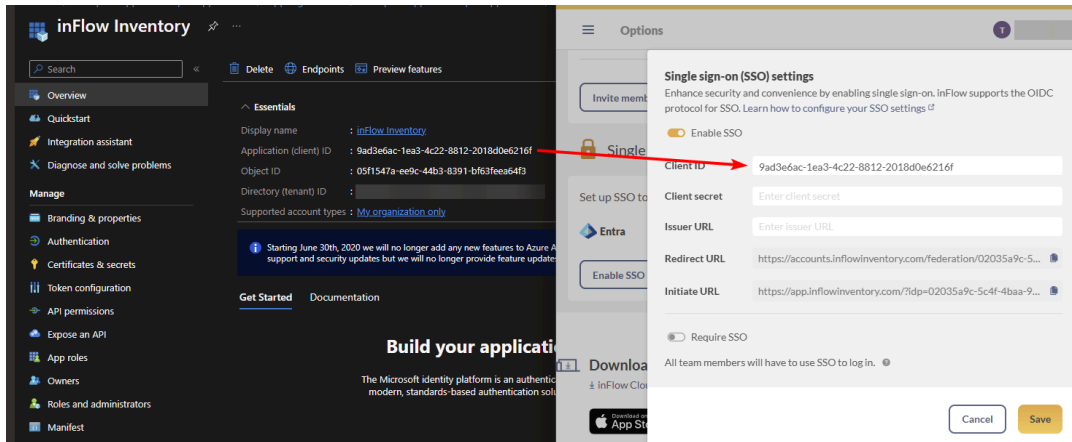 inFlow Inventory
Search
Overview
Quickstart
Integration assistant
Diagnose and solve problems
Manage
Branding & properties
Authentication
Certificates & secrets
Token configuration
API permissions
Expose an API
App roles
Owners
Roles and administrators
Manifest
Delete
Endpoints
Preview features
Essentials
Display name : inFlow Inventory
Application (client) ID : 9ad3e6ac-1ea3-4c22-8812-2018d0e6216f
Object ID : 05f1547a-ee9c-44b3-8391-bf63feea64f3
Directory (tenant) ID :
Supported account types : My organization only
Starting June 30th, 2020 we will no longer add any new features to Azure A
support and security updates but we will no longer provide feature update
Get Started Documentation
Build your applicati
The Microsoft identity platform is an authentic
modern, standards-based authentication solu
Options
T
Invite memb
Single
Set up SSO to
Entra
Enable SSO
Downloa
inFlow Clou
Download on
App St
Single sign-on (SSO) settings
Enhance security and convenience by enabling single sign-on. inFlow supports the OIDC
protocol for SSO. Learn how to configure your SSO settings
Enable SSO
Client ID 9ad3e6ac-1ea3-4c22-8812-2018d0e6216f
Client secret Enter client secret
Issuer URL Enter issuer URL
Redirect URL https://accounts.inflowinventory.com/federation/02035a9c-5...
Initiate URL https://app.inflowinventory.com/?idp=02035a9c-5c4f-4baa-9...
Require SSO
All team members will have to use SSO to log in.
Cancel
Save